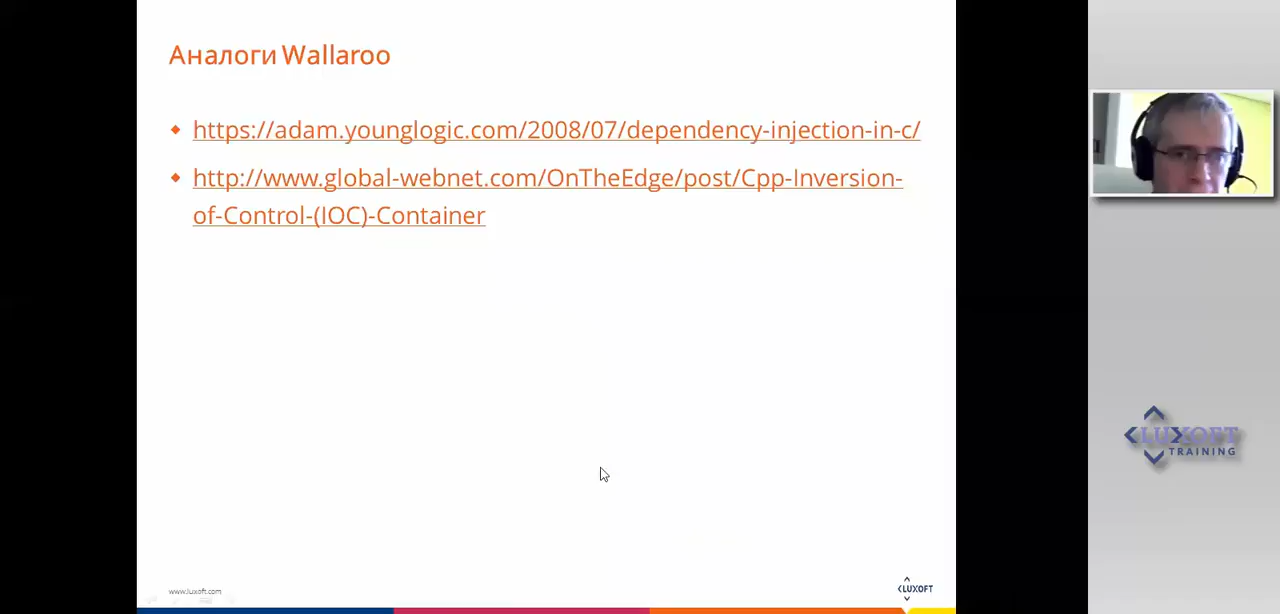 Аналоги Wallaroo
https://adam.younglogic.com/2008/07/dependency-injection-in-c/
http://www.global-webnet.com/OnTheEdge/post/Cpp-Inversion-
of-Control-(IOC)-Container
LUXOFT
TRAINING
www.luxoft.com
LUXOFT